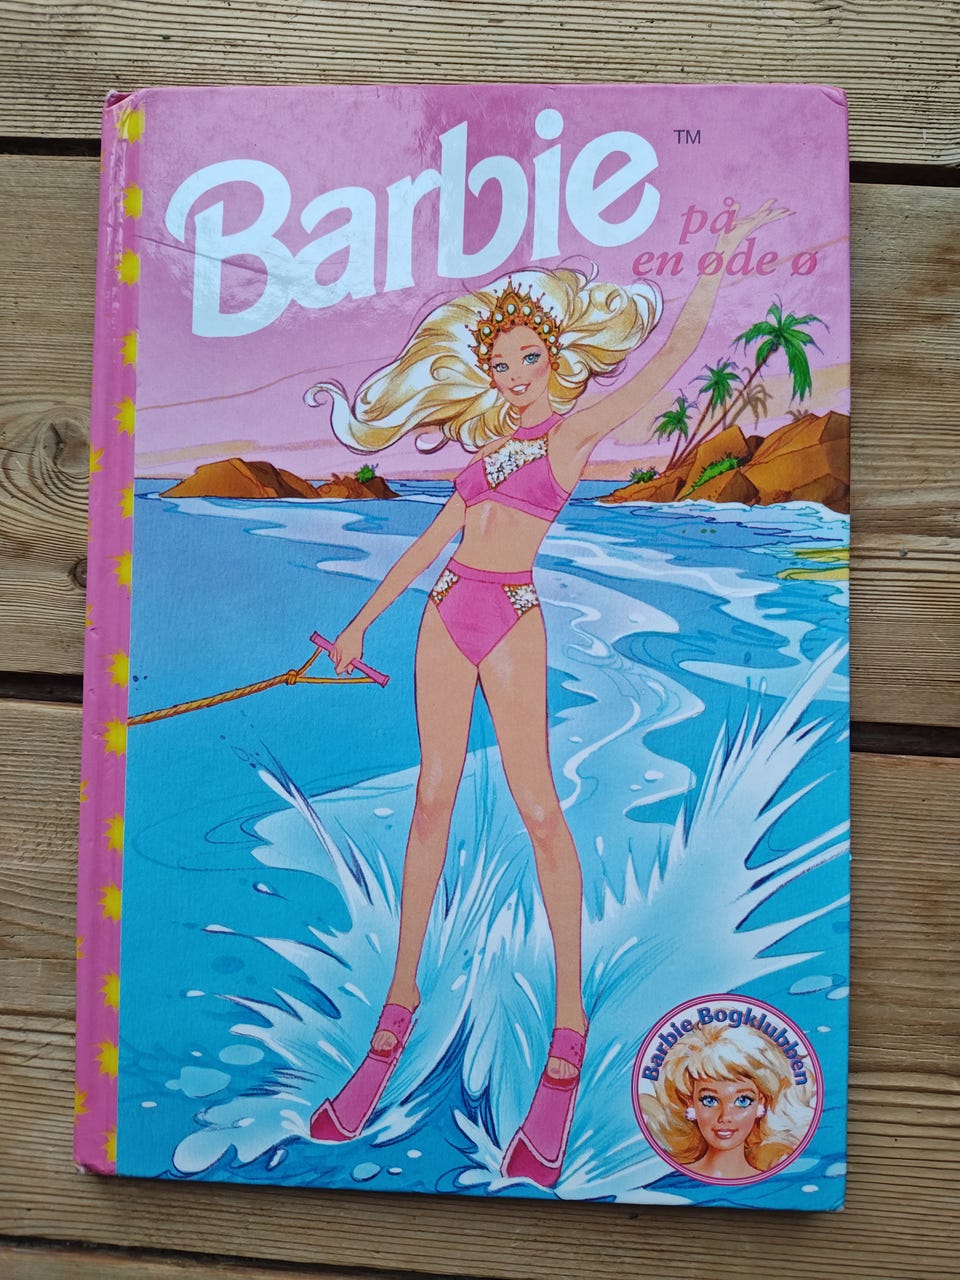 Barbie™
på
en øde ø
Barbie Bogklubben